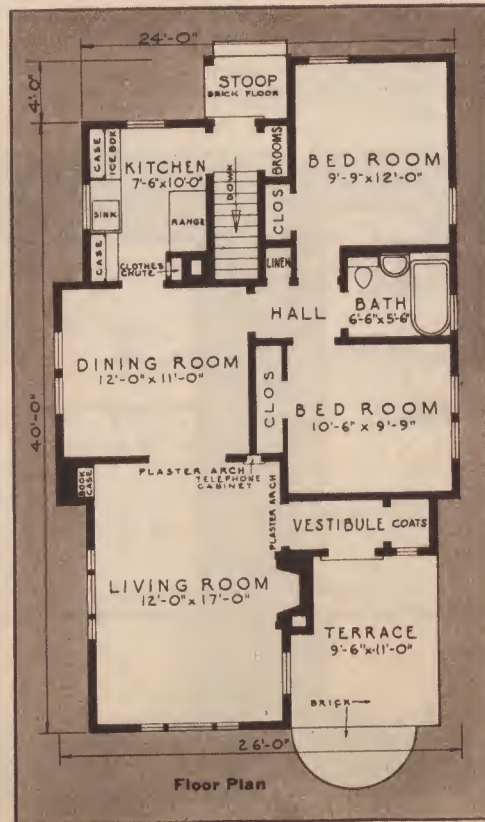 24'-0"
4'-0"
STOOP
BRICK FLOOR
CASE
ICE BOX
KITCHEN
7'-6"x10'-0"
BROOMS
BED ROOM
9'-9"x12'-0"
DOWN
CLOS
SINK
RANGE
CASE
CLOTHES
CHUTE
LINEN
HALL
BATH
6'-6"x5'-6"
DINING ROOM
12'-0"x11'-0"
40'-0"
CLOS
BED ROOM
10'-6" x 9'-9"
PLASTER ARCH
TELEPHONE
CABINET
BOOK
CASE
PLASTER ARCH
VESTIBULE
COATS
LIVING ROOM
12'-0"x17'-0"
TERRACE
9'-6"x11'-0"
BRICK
26'-0"
Floor Plan